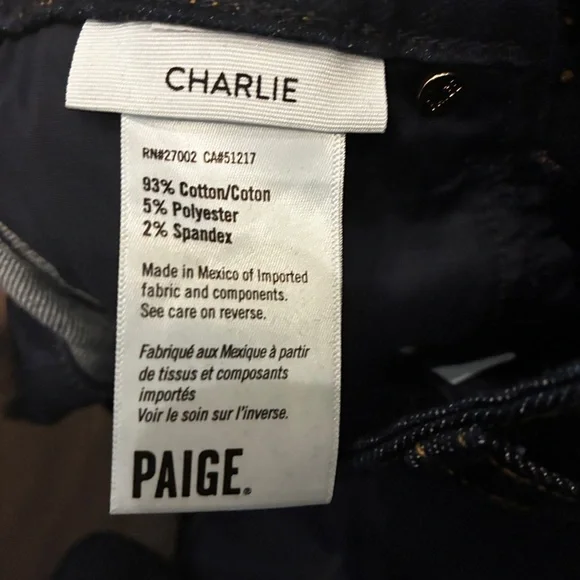 CHARLIE
RN#27002 CA#51217
93% Cotton/Coton
5% Polyester
2% Spandex
Made in Mexico of Imported
fabric and components.
See care on reverse.
Fabriqué aux Mexique à partir
de tissus et composants
importés
Voir le soin sur l'inverse.
PAIGE®